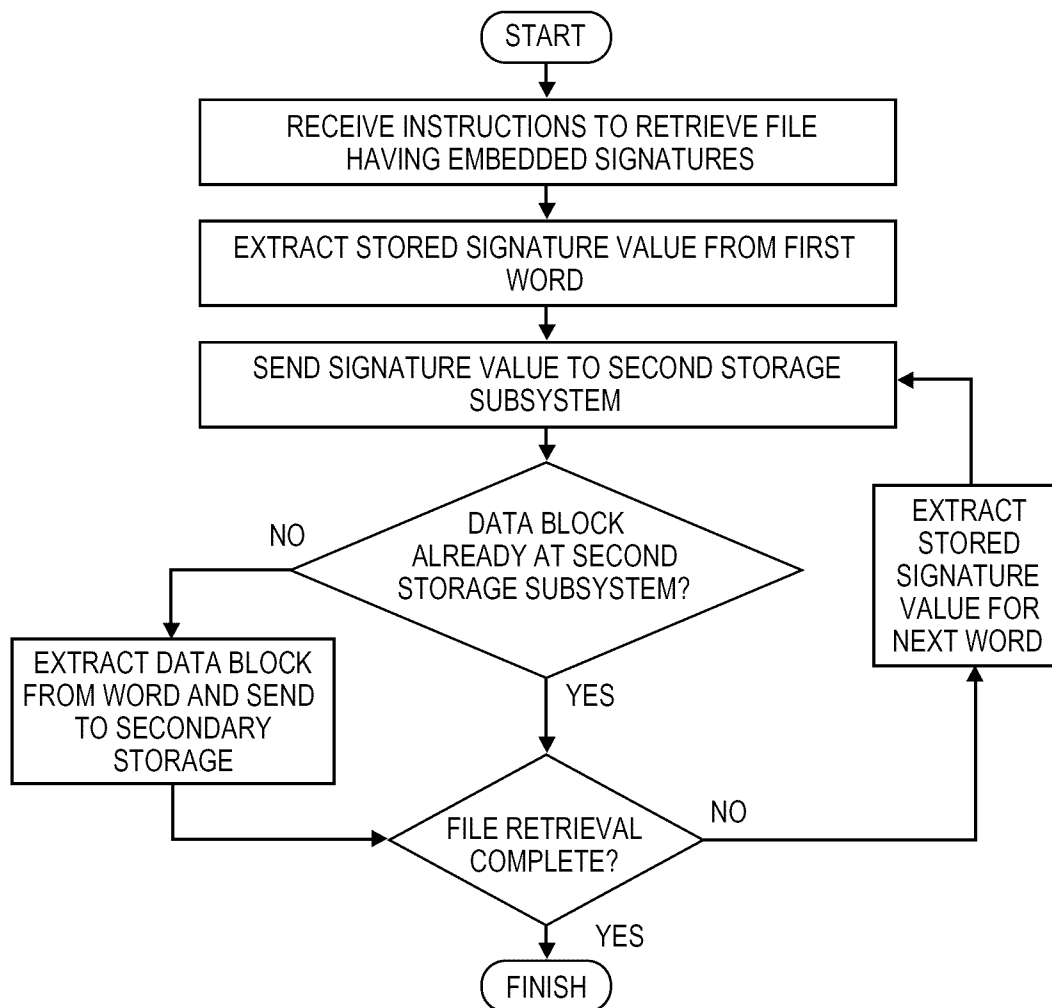 START
RECEIVE INSTRUCTIONS TO RETRIEVE FILE
HAVING EMBEDDED SIGNATURES
EXTRACT STORED SIGNATURE VALUE FROM FIRST
WORD
SEND SIGNATURE VALUE TO SECOND STORAGE
SUBSYSTEM
DATA BLOCK
ALREADY AT SECOND
STORAGE SUBSYSTEM?
NO
YES
EXTRACT DATA BLOCK
FROM WORD AND SEND
TO SECONDARY
STORAGE
FILE RETRIEVAL
COMPLETE?
NO
EXTRACT
STORED
SIGNATURE
VALUE FOR
NEXT WORD
YES
FINISH